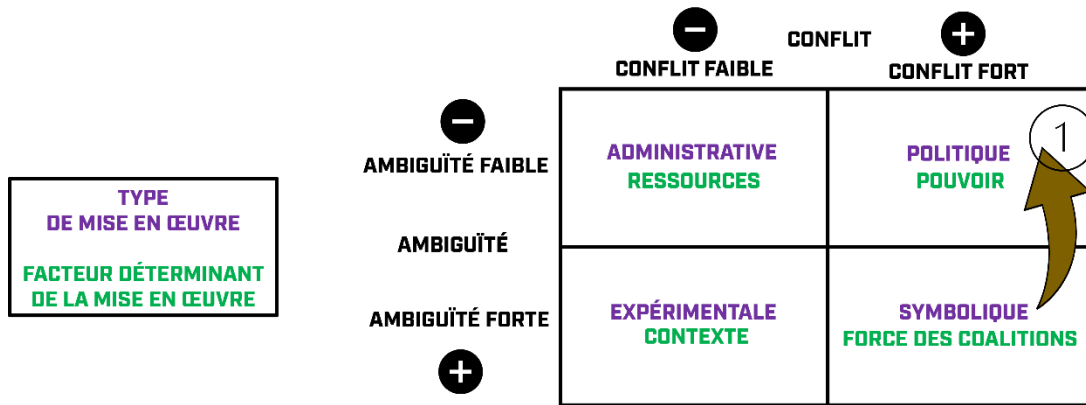 CONFLIT
CONFLIT FAIBLE
CONFLIT FORT
AMBIGUÏTÉ FAIBLE
ADMINISTRATIVE
RESSOURCES
POLITIQUE
POUVOIR
1
TYPE
DE MISE EN ŒUVRE
FACTEUR DÉTERMINANT
DE LA MISE EN ŒUVRE
AMBIGUÏTÉ
AMBIGUÏTÉ FORTE
EXPÉRIMENTALE
CONTEXTE
SYMBOLIQUE
FORCE DES COALITIONS